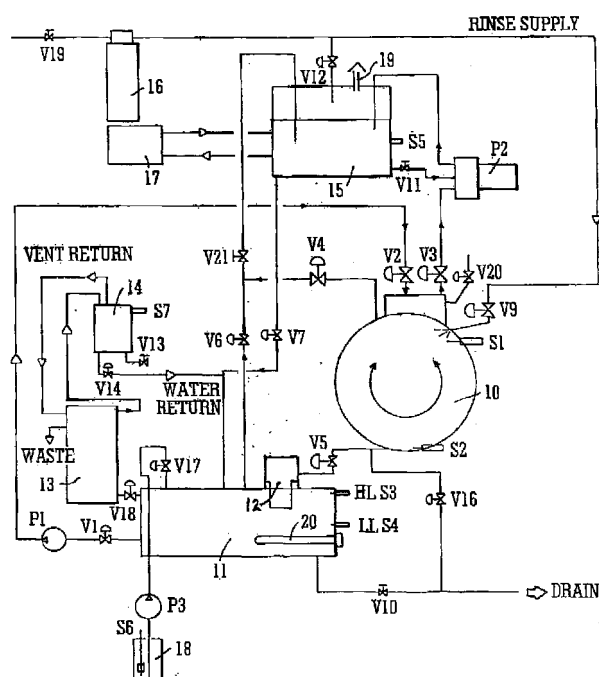 RINSE SUPPLY
V19
V12
19
16
S5
P2
17
15
V11
VENT RETURN
V21
V4
V2
V3
V20
14
V9
S7
V6
V7
S1
V13
V14
WATER
RETURN
10
V5
S2
WASTE
V17
13
12
HL S3
V16
V18
P1
V1
20
LL S4
11
P3
V10
DRAIN
S6
18